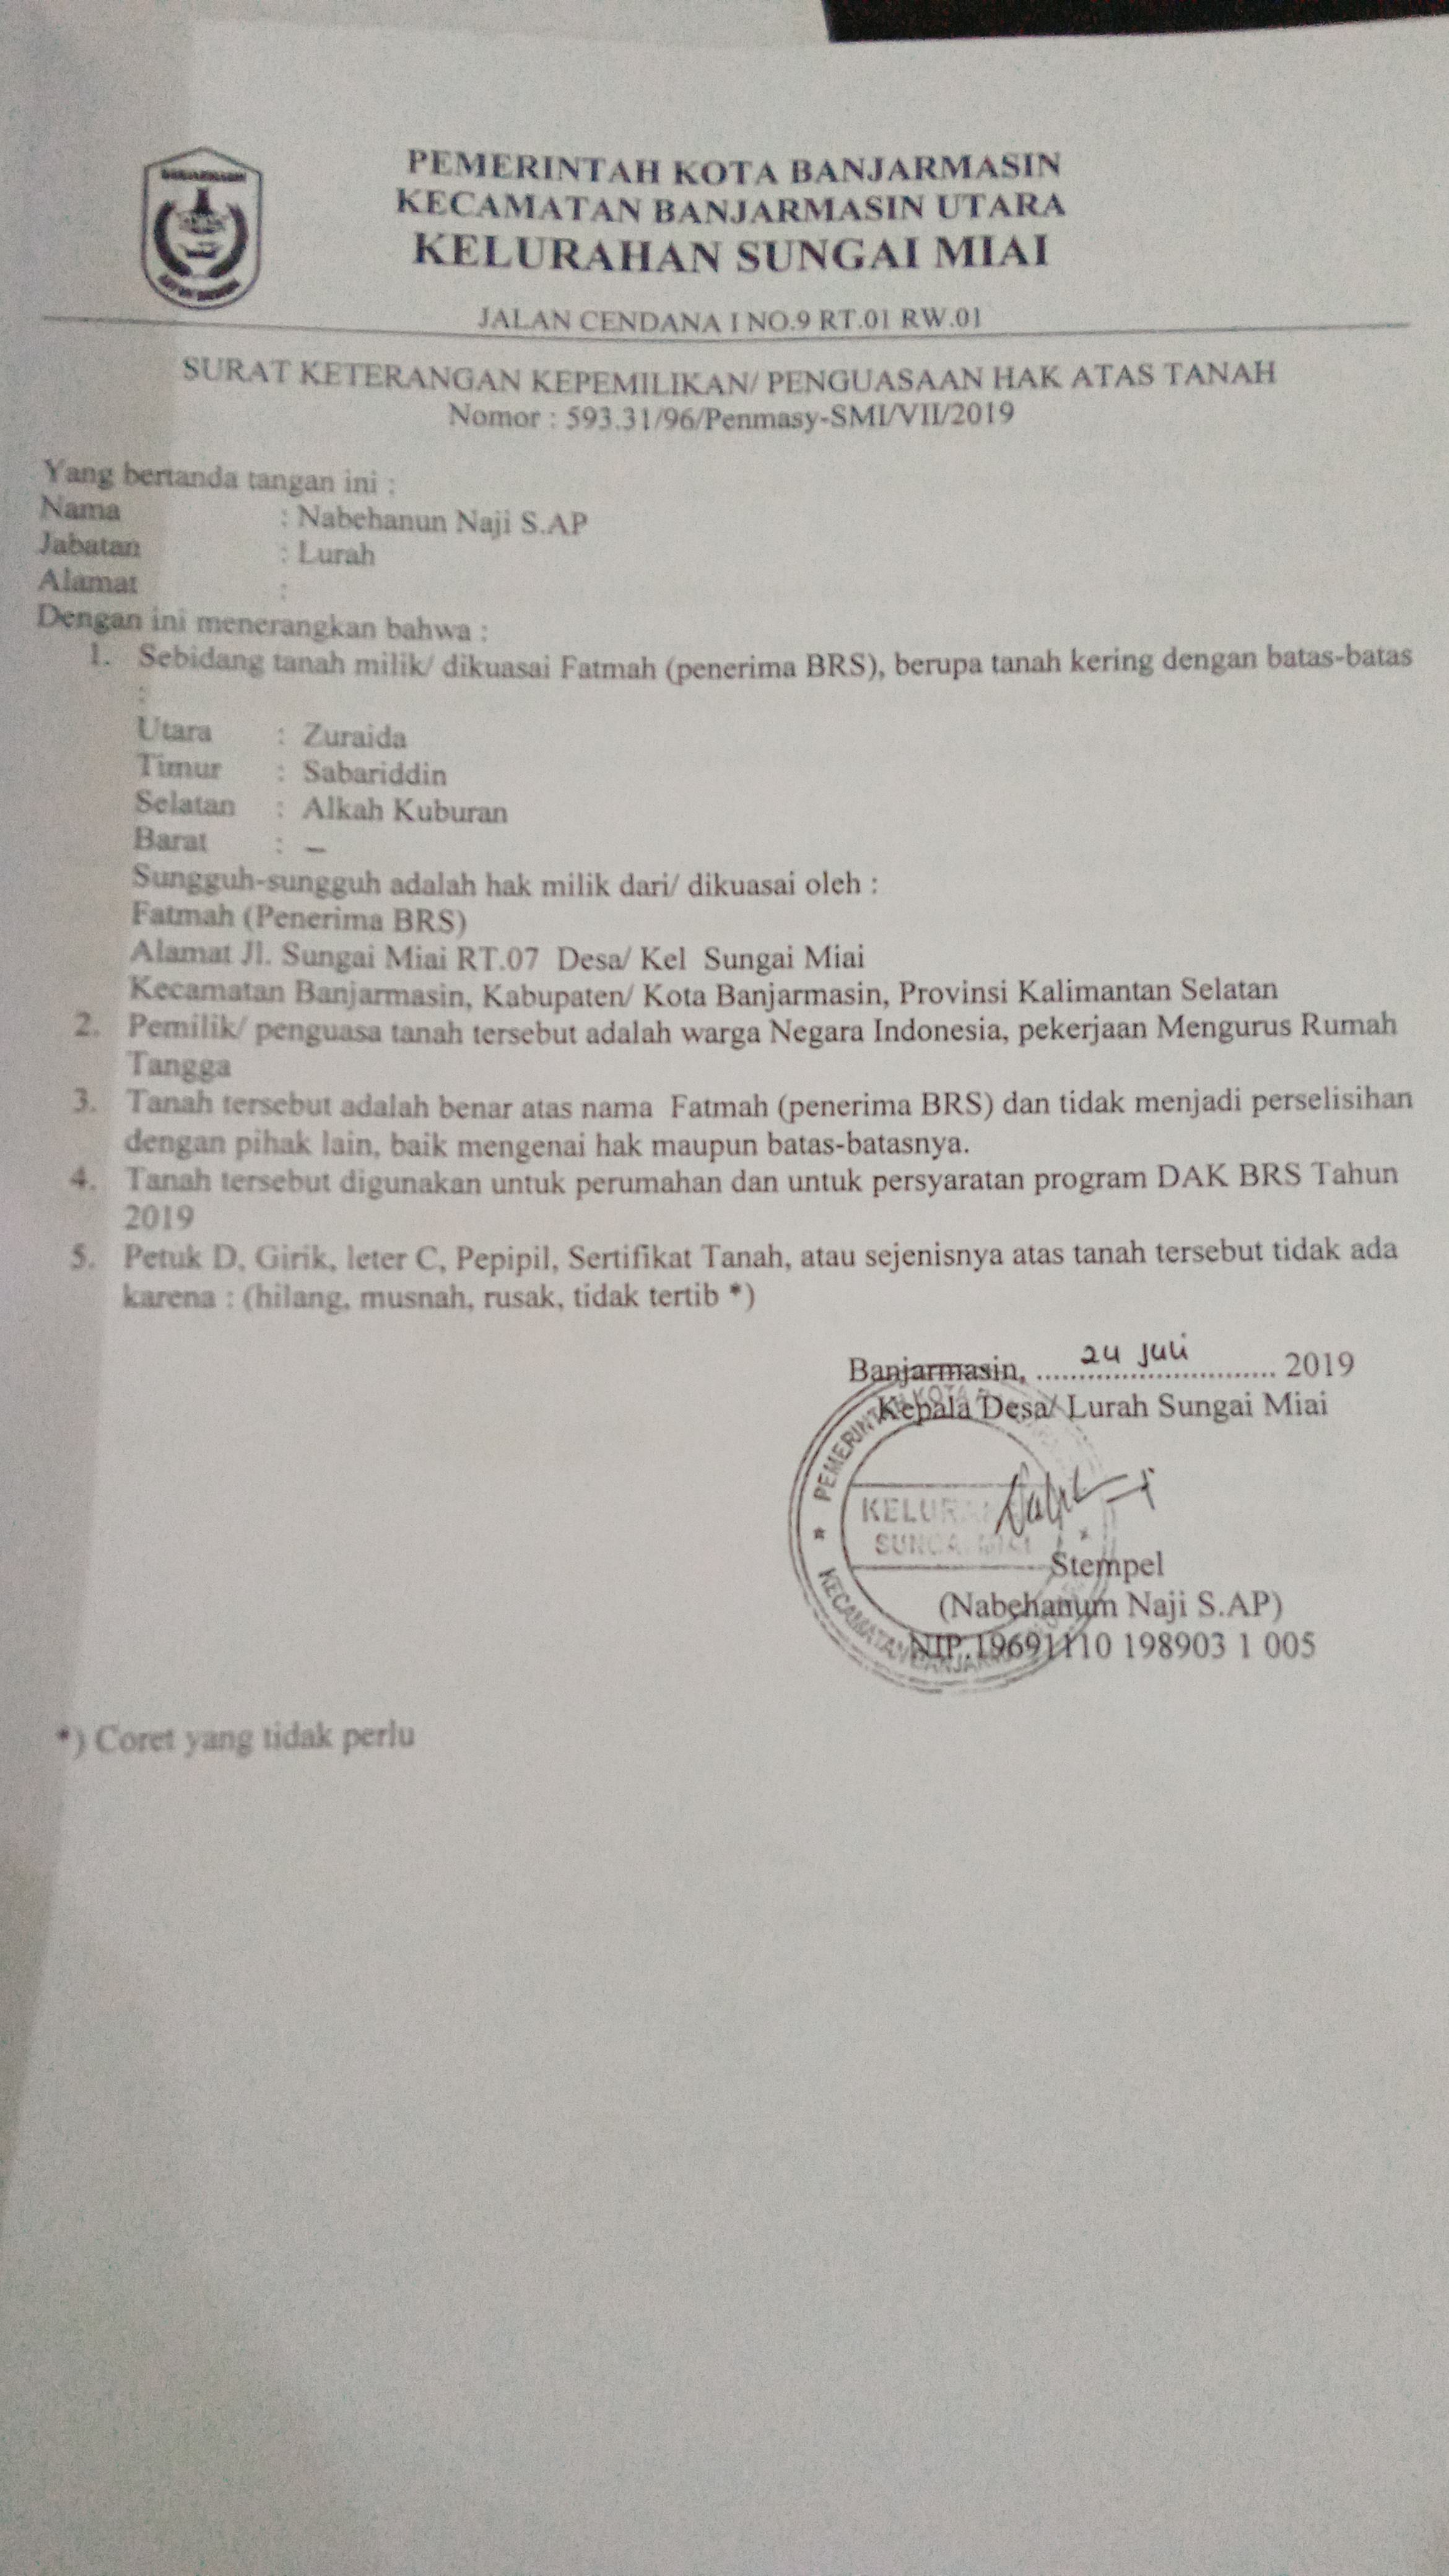 PEMERINTAH KOTA BANJARMASIN
KECAMATAN BANJARMASIN UTARA
KELURAHAN SUNGAI MIAI
JALAN CENDANA I NO.9 RT.01 RW.01
SURAT KETERANGAN KEPEMILIKAN/ PENGUASAAN HAK ATAS TANAH
Nomor : 593.31/96/Penmasy-SMI/VII/2019
Yang bertanda tangan ini :
Nama : Nabehanun Naji S.AP
Jabatan : Lurah
Alamat :
Dengan ini menerangkan bahwa :
1. Sebidang tanah milik/ dikuasai Fatmah (penerima BRS), berupa tanah kering dengan batas-batas
:
Utara : Zuraida
Timur : Sabariddin
Selatan : Alkah Kuburan
Barat : –
Sungguh-sungguh adalah hak milik dari/ dikuasai oleh :
Fatmah (Penerima BRS)
Alamat Jl. Sungai Miai RT.07 Desa/ Kel Sungai Miai
Kecamatan Banjarmasin, Kabupaten/ Kota Banjarmasin, Provinsi Kalimantan Selatan
2. Pemilik/ penguasa tanah tersebut adalah warga Negara Indonesia, pekerjaan Mengurus Rumah
Tangga
3. Tanah tersebut adalah benar atas nama Fatmah (penerima BRS) dan tidak menjadi perselisihan
dengan pihak lain, baik mengenai hak maupun batas-batasnya.
4. Tanah tersebut digunakan untuk perumahan dan untuk persyaratan program DAK BRS Tahun
2019
5. Petuk D, Girik, leter C, Pepipil, Sertifikat Tanah, atau sejenisnya atas tanah tersebut tidak ada
karena : (hilang, musnah, rusak, tidak tertib *)
Banjarmasin, 24 Juli 2019
Kepala Desa/ Lurah Sungai Miai
PEMERINTAH KOTA
KELURA
SUNGAI MIAI
KECAMATAN BANJAR
Stempel
(Nabehanum Naji S.AP)
NIP.19691110 198903 1 005
*) Coret yang tidak perlu